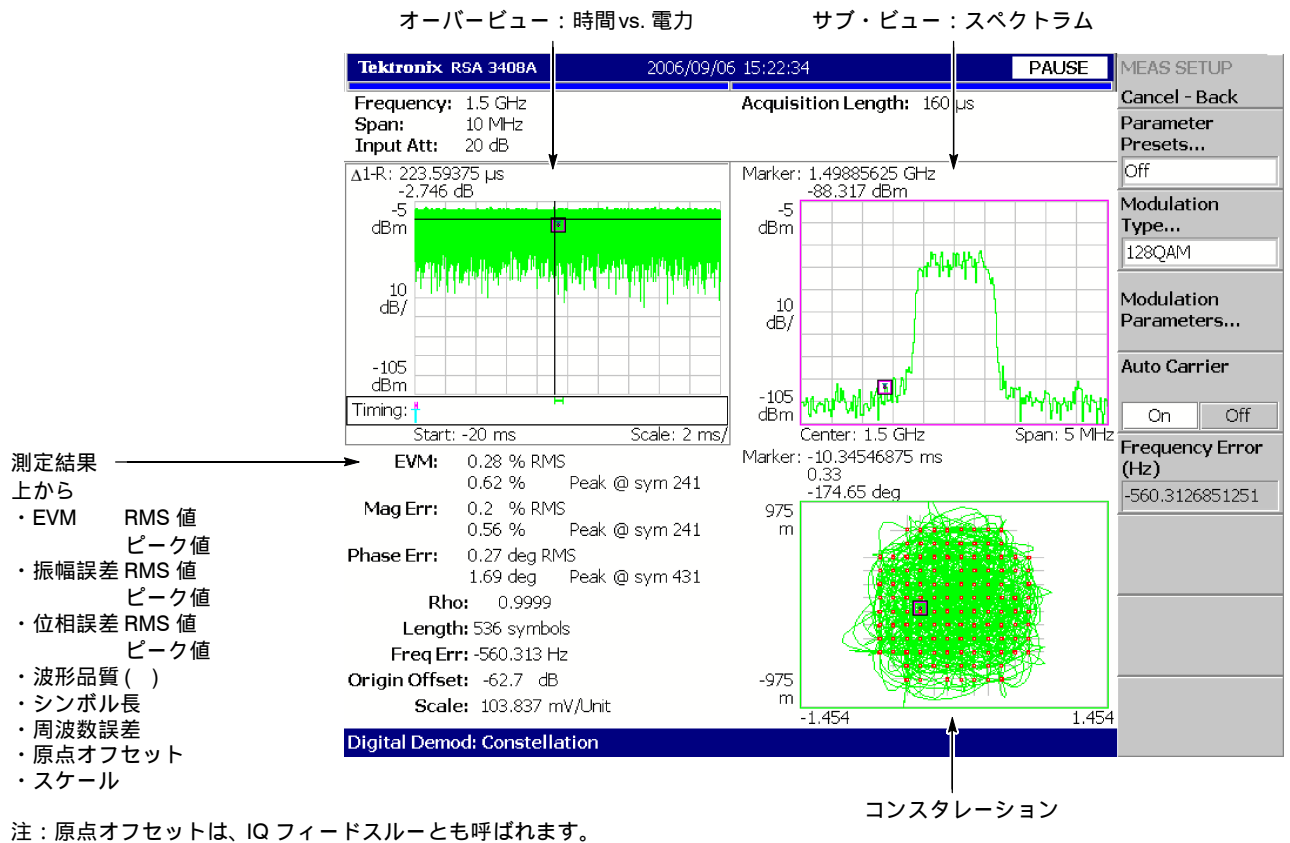 オーバービュー：時間 vs. 電力
サブ・ビュー：スペクトラム
Tektronix RSA 3408A 2006/09/06 15:22:34 PAUSE
Frequency: 1.5 GHz
Span: 10 MHz
Input Att: 20 dB
Acquisition Length: 160 µs
Δ1-R: 223.59375 µs
-2.746 dB
-5
dBm
10
dB/
-105
dBm
Timing:
Start: -20 ms Scale: 2 ms/
Marker: 1.49885625 GHz
-88.317 dBm
-5
dBm
10
dB/
-105
dBm
Center: 1.5 GHz Span: 5 MHz
EVM: 0.28 % RMS
0.62 % Peak @ sym 241
Mag Err: 0.2 % RMS
0.56 % Peak @ sym 241
Phase Err: 0.27 deg RMS
1.69 deg Peak @ sym 431
Rho: 0.9999
Length: 536 symbols
Freq Err: -560.313 Hz
Origin Offset: -62.7 dB
Scale: 103.837 mV/Unit
Marker: -10.34546875 ms
0.33
-174.65 deg
975
m
-975
m
-1.454 1.454
Digital Demod: Constellation
MEAS SETUP
Cancel - Back
Parameter
Presets...
Off
Modulation
Type...
128QAM
Modulation
Parameters...
Auto Carrier
On Off
Frequency Error
(Hz)
-560.3126851251
測定結果
上から
・EVM RMS 値
ピーク値
・振幅誤差 RMS 値
ピーク値
・位相誤差 RMS 値
ピーク値
・波形品質 ( )
・シンボル長
・周波数誤差
・原点オフセット
・スケール
コンスタレーション
注：原点オフセットは、IQ フィードスルーとも呼ばれます。